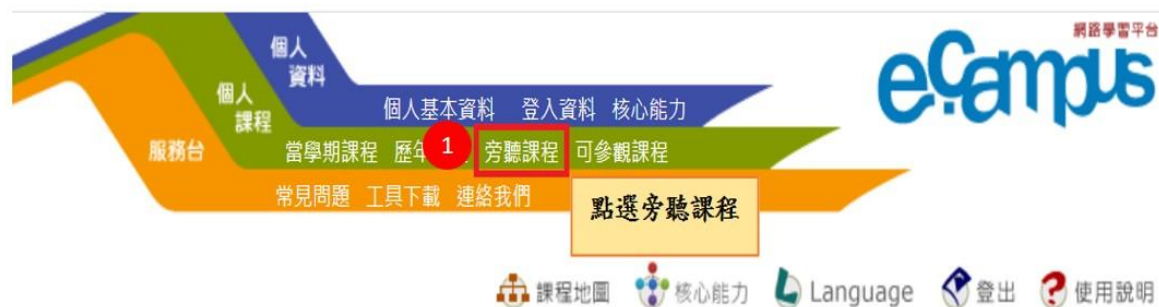 網路學習平台
eCampus
個人
資料
個人基本資料 登入資料 核心能力
個人
課程
當學期課程 歷年 1 旁聽課程 可參觀課程
服務台
常見問題 工具下載 連絡我們
點選旁聽課程
課程地圖 核心能力 Language 登出 使用說明